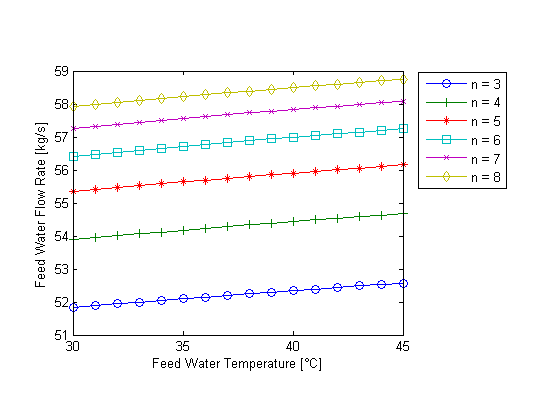 59
58
57
56
55
54
53
52
51
30
35
40
45
Feed Water Flow Rate [kg/s]
Feed Water Temperature [°C]
n = 3
n = 4
n = 5
n = 6
n = 7
n = 8